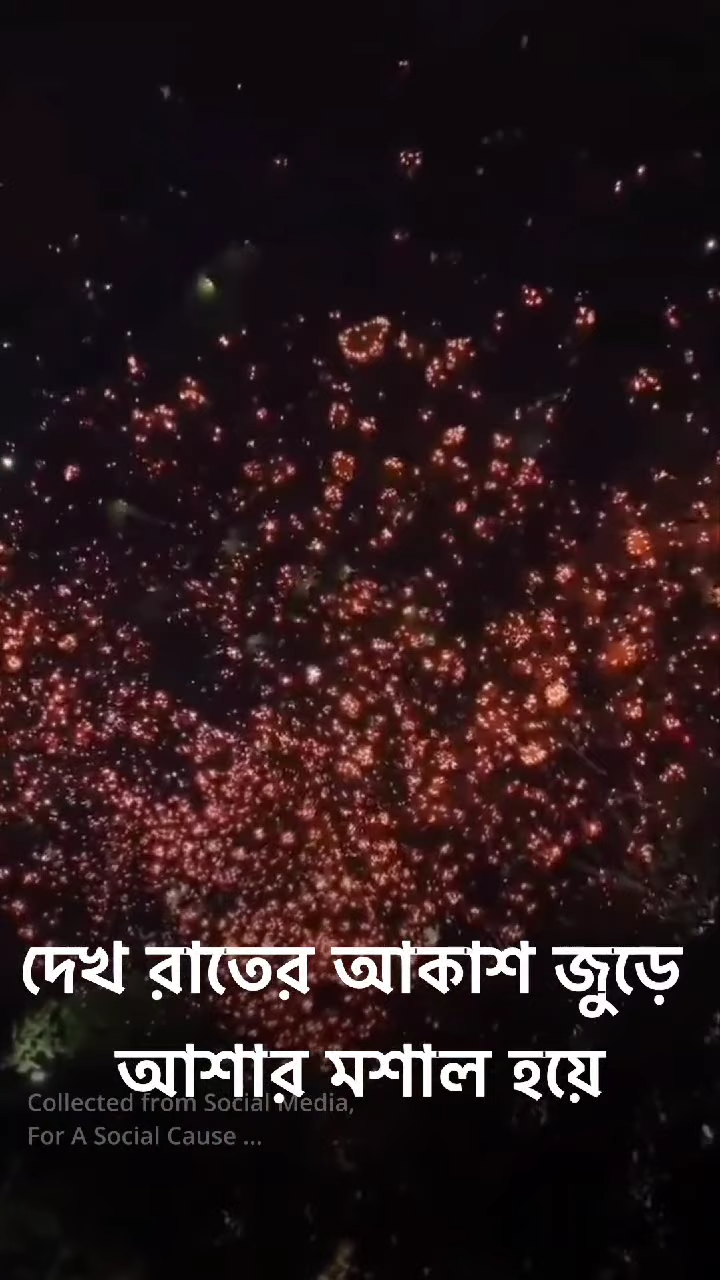 দেখ রাতের আকাশ জুড়ে
আশার মশাল হয়ে
Collected from Social Media,
For A Social Cause ...